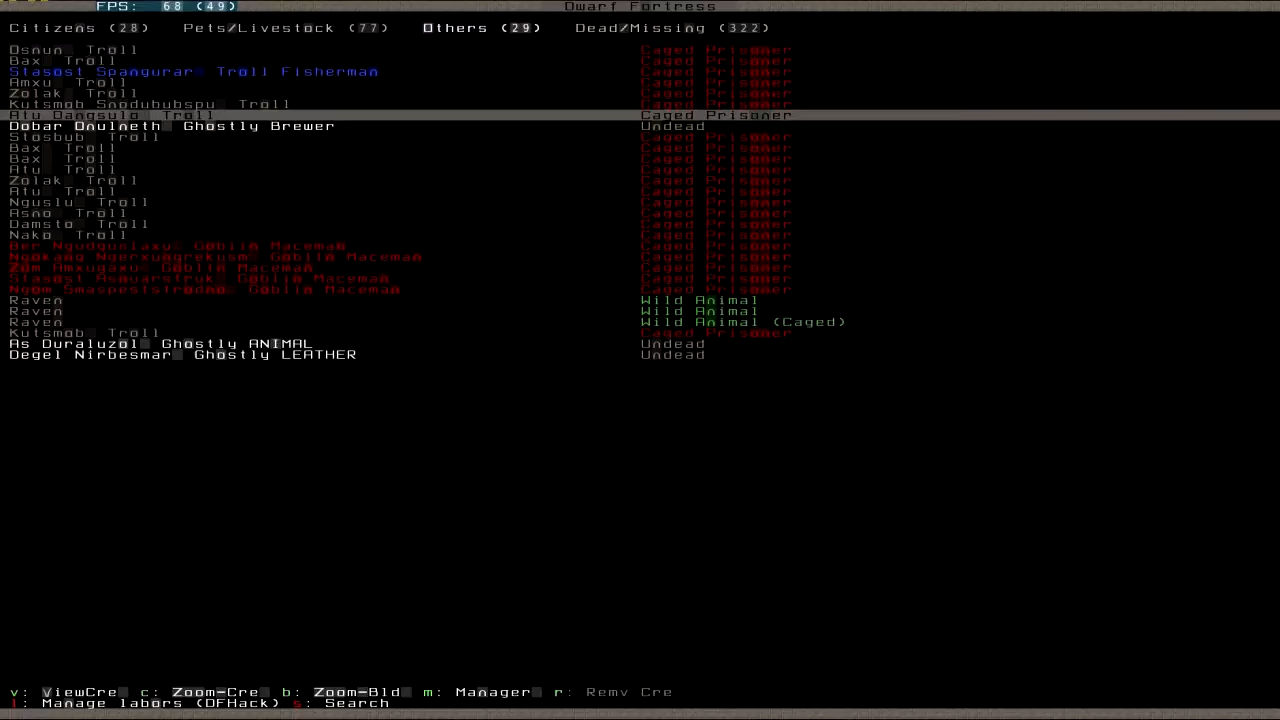 FPS: 68 (49) Dwarf Fortress
Citizens (28) Pets/Livestock (77) Others (29) Dead/Missing (322)
Osnun Troll Caged Prisoner
Bax Troll Caged Prisoner
Stasost Spangurar Troll Fisherman Caged Prisoner
Amxu Troll Caged Prisoner
Zolak Troll Caged Prisoner
Kutsmob Snodububspu Troll Caged Prisoner
Atu Troll Caged Prisoner
Dobar Onulneth Ghostly Brewer Undead
Stosbub Troll Caged Prisoner
Bax Troll Caged Prisoner
Bax Troll Caged Prisoner
Atu Troll Caged Prisoner
Zolak Troll Caged Prisoner
Atu Troll Caged Prisoner
Nguslu Troll Caged Prisoner
Asno Troll Caged Prisoner
Damsto Troll Caged Prisoner
Nako Troll Caged Prisoner
Goblin Maceman Caged Prisoner
Ngokang Goblin Maceman Caged Prisoner
Zom Amxugaxu Goblin Maceman Caged Prisoner
Stasost Goblin Maceman Caged Prisoner
Ngom Goblin Maceman Caged Prisoner
Raven Wild Animal
Raven Wild Animal
Raven Wild Animal (Caged)
Kutsmob Troll Caged Prisoner
As Duraluzol Ghostly ANIMAL Undead
Degel Nirbesmar Ghostly LEATHER Undead
v: ViewCre c: Zoom-Cre b: Zoom-Bld m: Manager r: Remv Cre
l: Manage labors (DFHack) s: Search